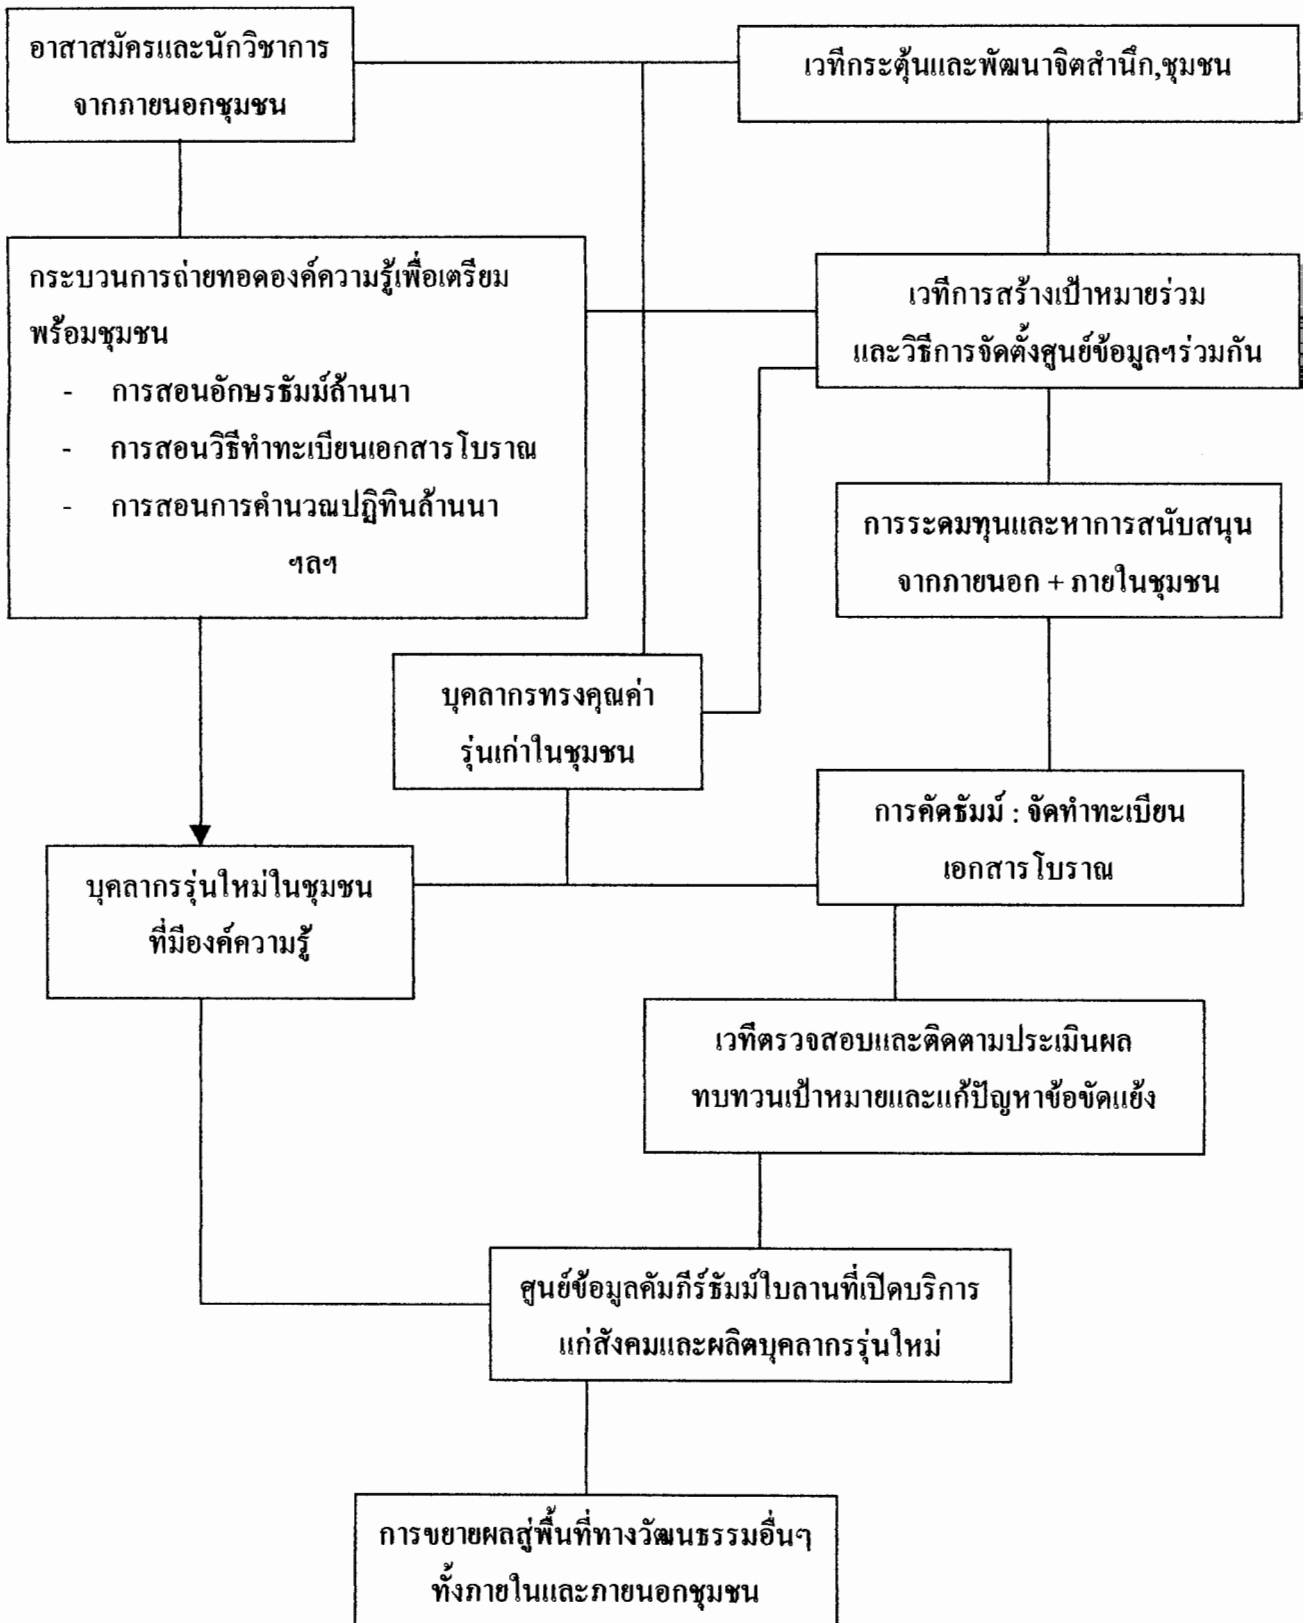 อาสาสมัครและนักวิชาการ
จากภายนอกชุมชน
เวทีกระตุ้นและพัฒนาจิตสำนึก,ชุมชน
กระบวนการถ่ายทอดองค์ความรู้เพื่อเตรียม
พร้อมชุมชน
- การสอนอักษรธัมม์ล้านนา
- การสอนวิธีทำทะเบียนเอกสารโบราณ
- การสอนการคำนวณปฏิทินล้านนา
ฯลฯ
เวทีการสร้างเป้าหมายร่วม
และวิธีการจัดตั้งศูนย์ข้อมูลฯร่วมกัน
การระดมทุนและหาการสนับสนุน
จากภายนอก + ภายในชุมชน
บุคลากรทรงคุณค่า
รุ่นเก่าในชุมชน
การคัดธัมม์ : จัดทำทะเบียน
เอกสารโบราณ
บุคลากรรุ่นใหม่ในชุมชน
ที่มีองค์ความรู้
เวทีตรวจสอบและติดตามประเมินผล
ทบทวนเป้าหมายและแก้ปัญหาข้อขัดแย้ง
ศูนย์ข้อมูลคัมภีร์ธัมม์ใบลานที่เปิดบริการ
แก่สังคมและผลิตบุคลากรรุ่นใหม่
การขยายผลสู่พื้นที่ทางวัฒนธรรมอื่นๆ
ทั้งภายในและภายนอกชุมชน